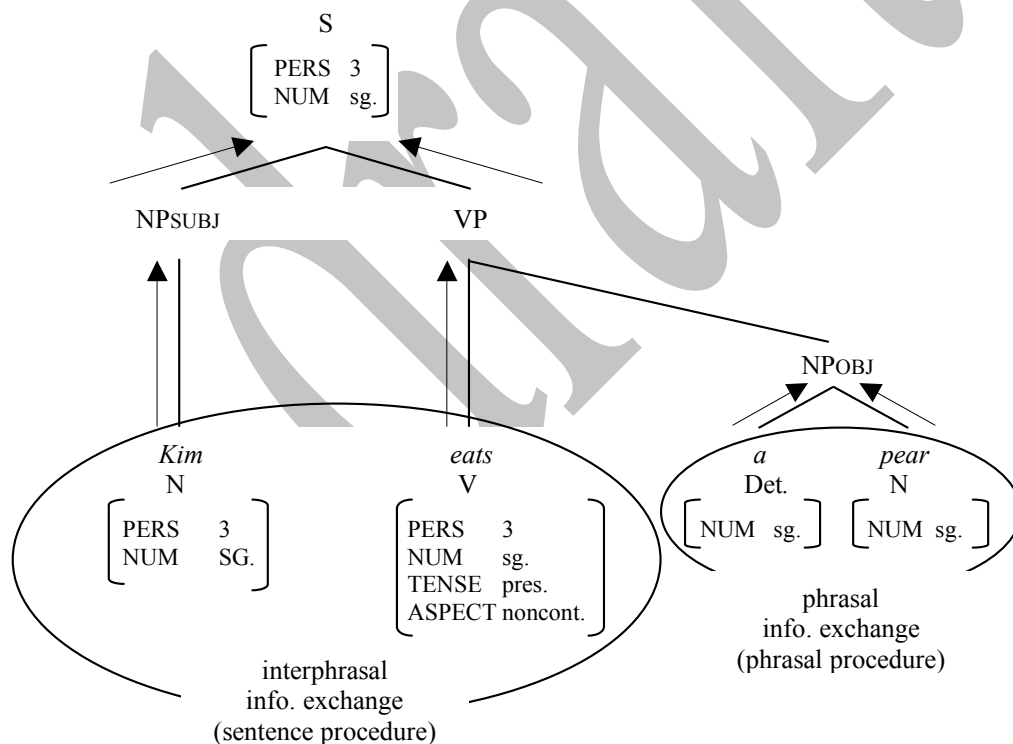 S
PERS 3
NUM sg.
NPSUBJ VP
NPOBJ
Kim eats a pear
N V Det. N
PERS 3
NUM SG.
PERS 3
NUM sg.
TENSE pres.
ASPECT noncont.
NUM sg.
NUM sg.
interphrasal
info. exchange
(sentence procedure)
phrasal
info. exchange
(phrasal procedure)